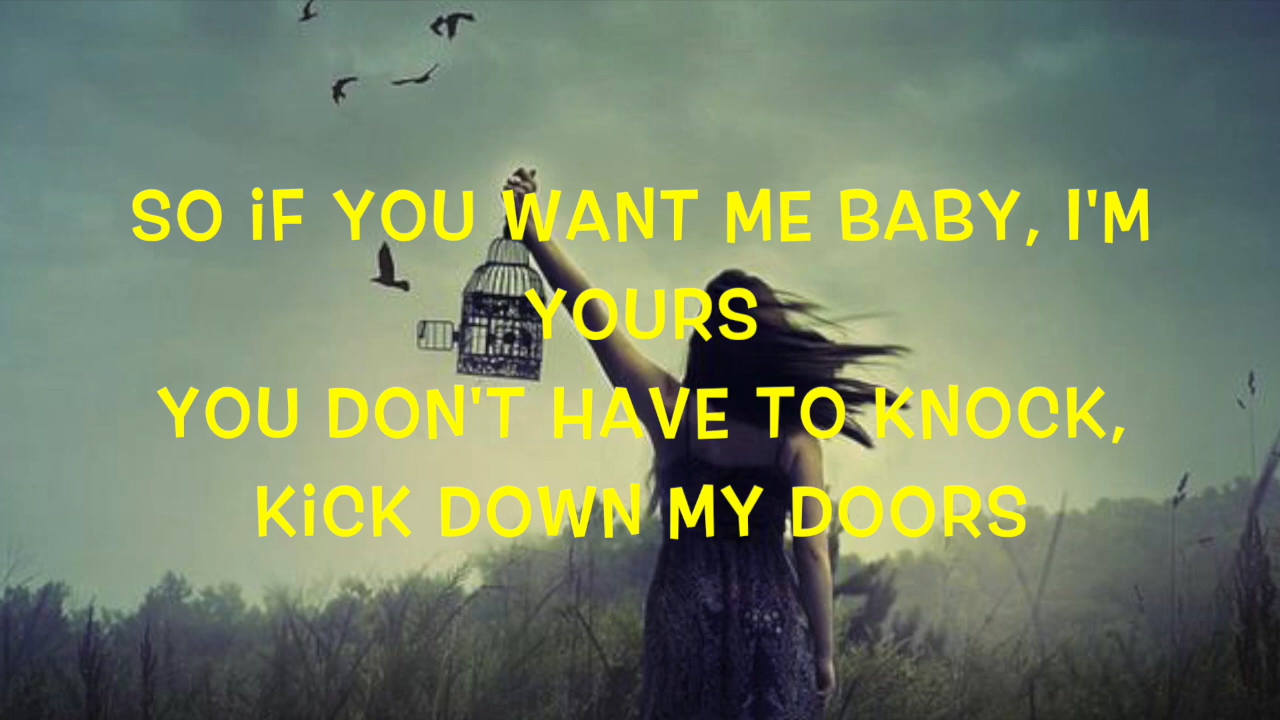 SO iF YOU WANT ME BABY, I'M
YOURS
YOU DON'T HAVE TO KNOCK,
KiCK DOWN MY DOORS